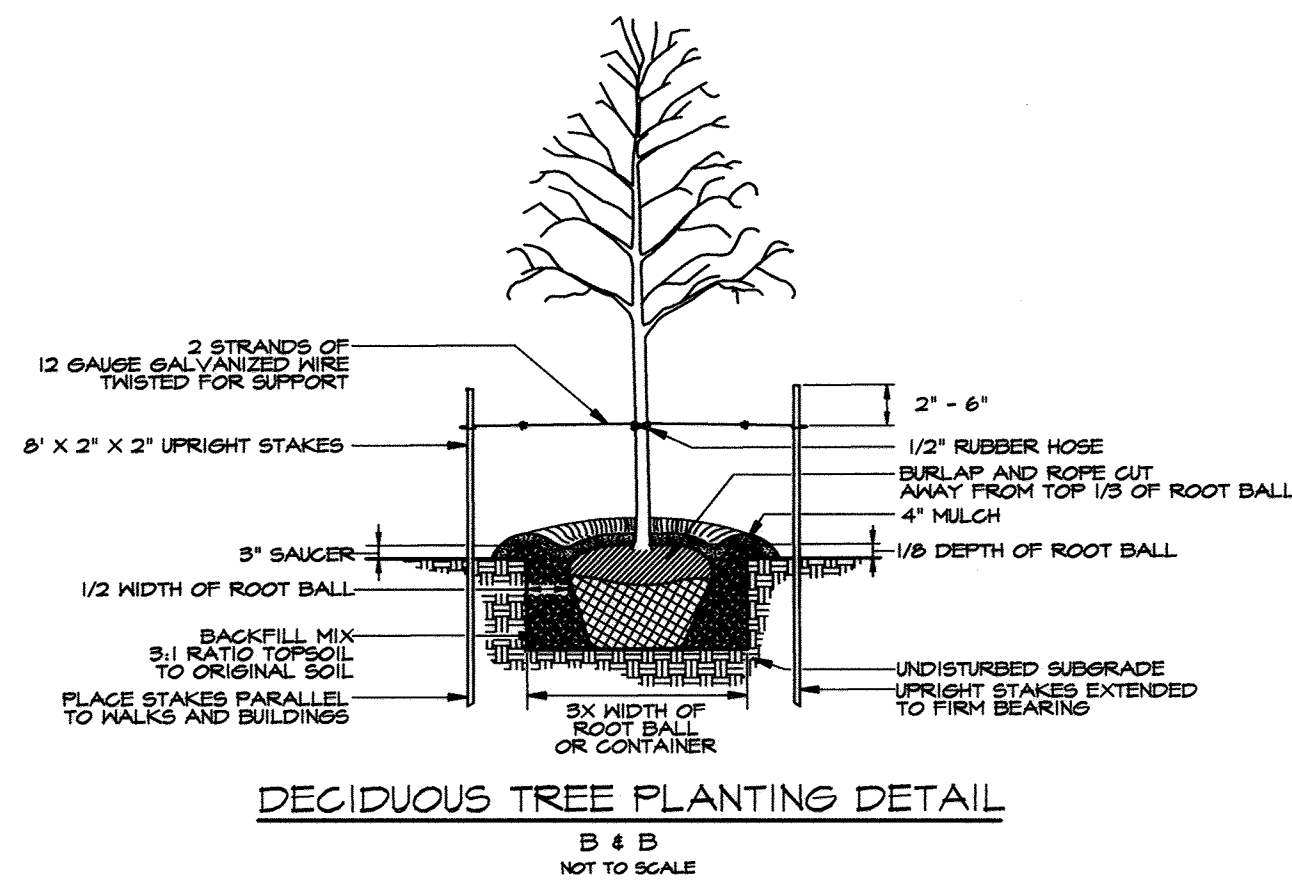 2 STRANDS OF
12 GAUGE GALVANIZED WIRE
TWISTED FOR SUPPORT
8' X 2" X 2" UPRIGHT STAKES
3" SAUCER
1/2 WIDTH OF ROOT BALL
BACKFILL MIX
3:1 RATIO TOPSOIL
TO ORIGINAL SOIL
PLACE STAKES PARALLEL
TO WALKS AND BUILDINGS
2" - 6"
1/2" RUBBER HOSE
BURLAP AND ROPE CUT
AWAY FROM TOP 1/3 OF ROOT BALL
4" MULCH
1/8 DEPTH OF ROOT BALL
UNDISTURBED SUBGRADE
UPRIGHT STAKES EXTENDED
TO FIRM BEARING
3X WIDTH OF
ROOT BALL
OR CONTAINER
DECIDUOUS TREE PLANTING DETAIL
B & B
NOT TO SCALE